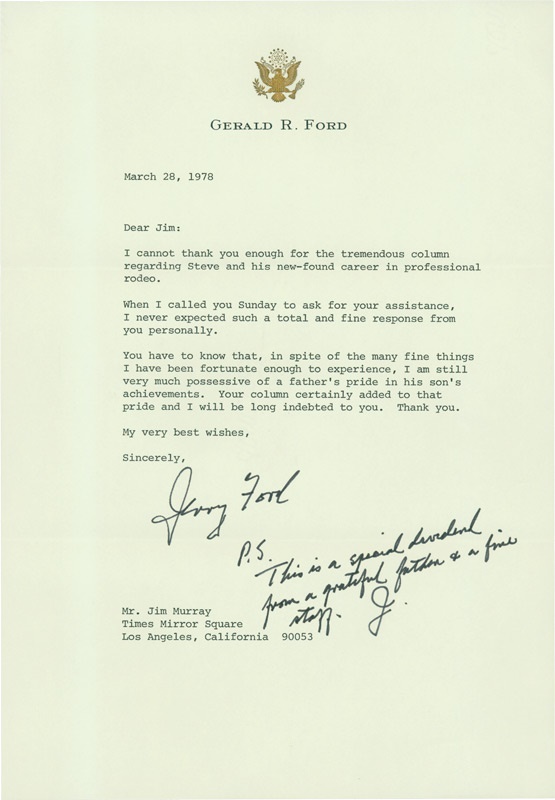 GERALD R. FORD
March 28, 1978
Dear Jim:
I cannot thank you enough for the tremendous column
regarding Steve and his new-found career in professional
rodeo.
When I called you Sunday to ask for your assistance,
I never expected such a total and fine response from
you personally.
You have to know that, in spite of the many fine things
I have been fortunate enough to experience, I am still
very much possessive of a father's pride in his son's
achievements.  Your column certainly added to that
pride and I will be long indebted to you.  Thank you.
My very best wishes,
Sincerely,
Jerry Ford
P.S.
This is a special dividend
from a grateful father & a fine
staff. J.
Mr. Jim Murray
Times Mirror Square
Los Angeles, California  90053